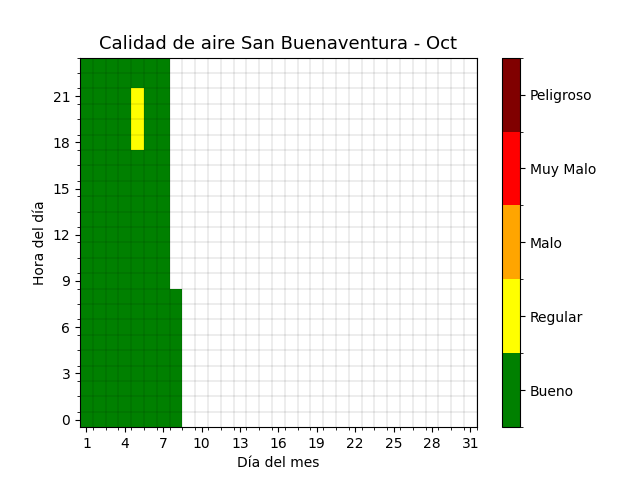 Calidad de aire San Buenaventura - Oct
Hora del día
21
18
15
12
9
6
3
0
1 4 7 10 13 16 19 22 25 28 31
Día del mes
Peligroso
Muy Malo
Malo
Regular
Bueno